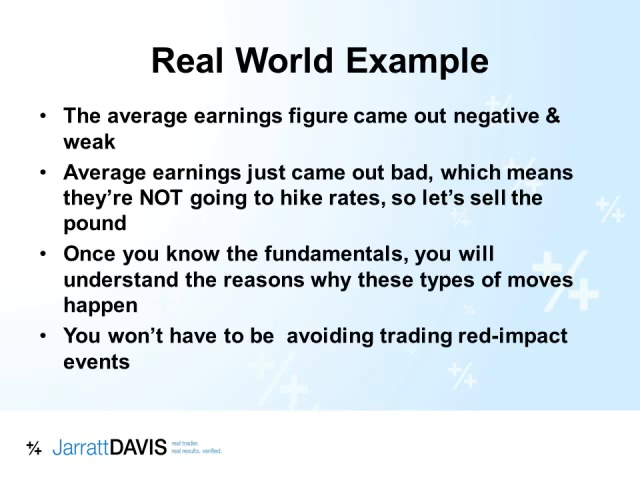 Real World Example
• The average earnings figure came out negative &
weak
• Average earnings just came out bad, which means
they're NOT going to hike rates, so let's sell the
pound
• Once you know the fundamentals, you will
understand the reasons why these types of moves
happen
• You won't have to be  avoiding trading red-impact
events
JarrattDAVIS
real trades.
real results. verified.